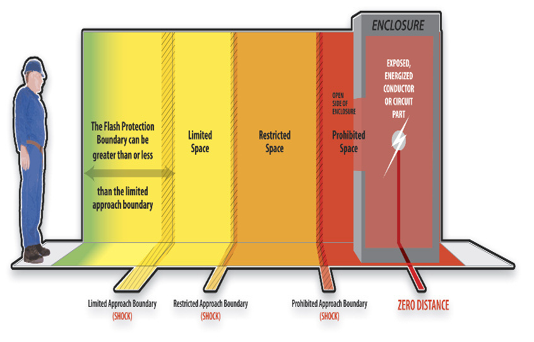 ENCLOSURE
EXPOSED,
ENERGIZED
CONDUCTOR
OR CIRCUIT
PART
OPEN
SIDE OF
ENCLOSURE
The Flash Protection
Boundary can be
greater than or less
than the limited
approach boundary
Limited
Space
Restricted
Space
Prohibited
Space
Limited Approach Boundary
(SHOCK)
Restricted Approach Boundary
(SHOCK)
Prohibited Approach Boundary
(SHOCK)
ZERO DISTANCE